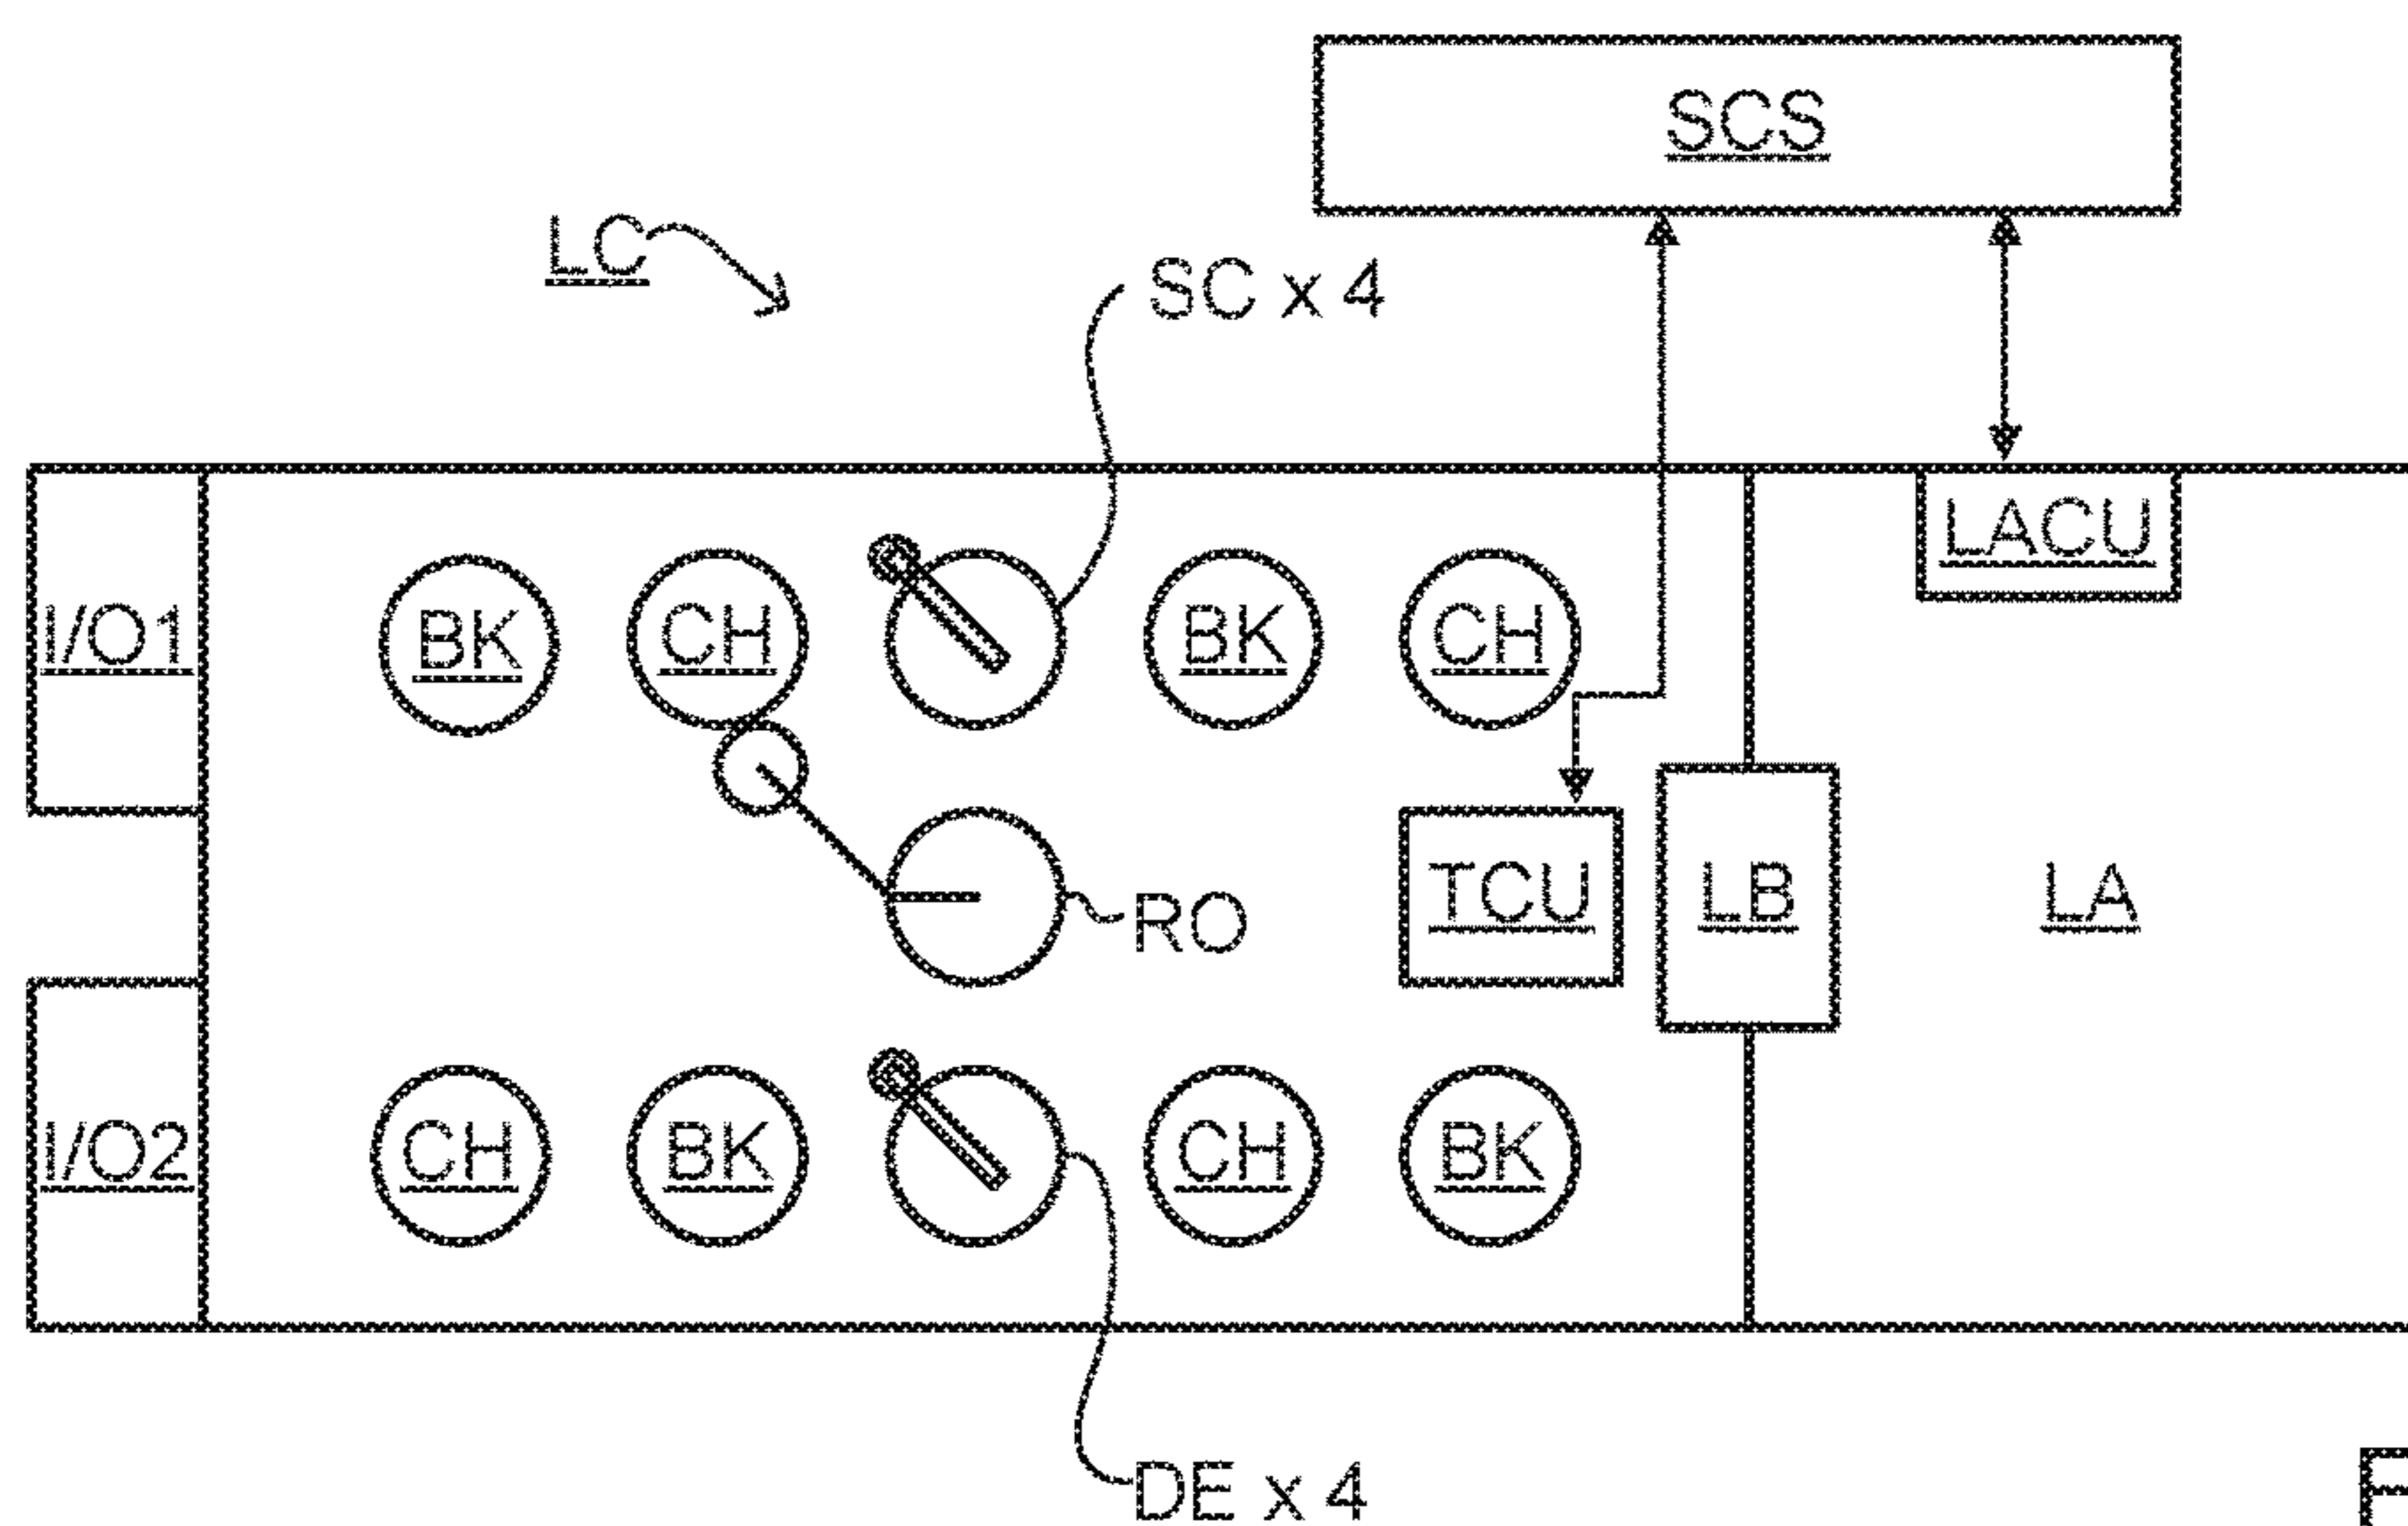 SCS
LC
SC x 4
LACU
I/O1
BK
CH
BK
CH
TCU
LB
LA
RO
I/O2
CH
BK
CH
BK
DE x 4
F